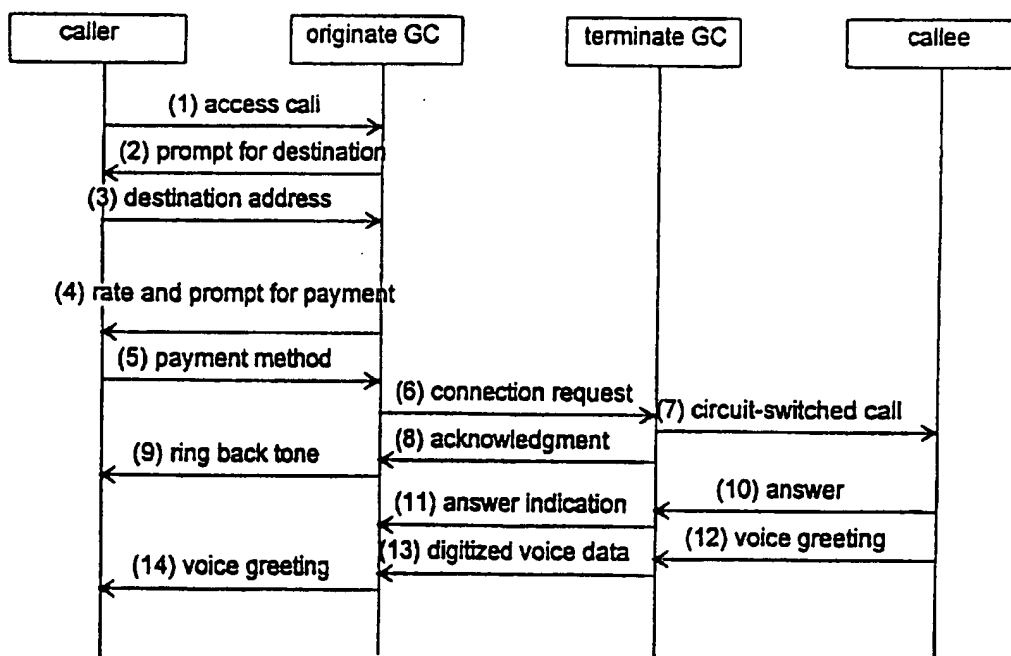 caller
originate GC
terminate GC
callee
(1) access call
(2) prompt for destination
(3) destination address
(4) rate and prompt for payment
(5) payment method
(6) connection request
(7) circuit-switched call
(8) acknowledgment
(9) ring back tone
(10) answer
(11) answer indication
(12) voice greeting
(13) digitized voice data
(14) voice greeting